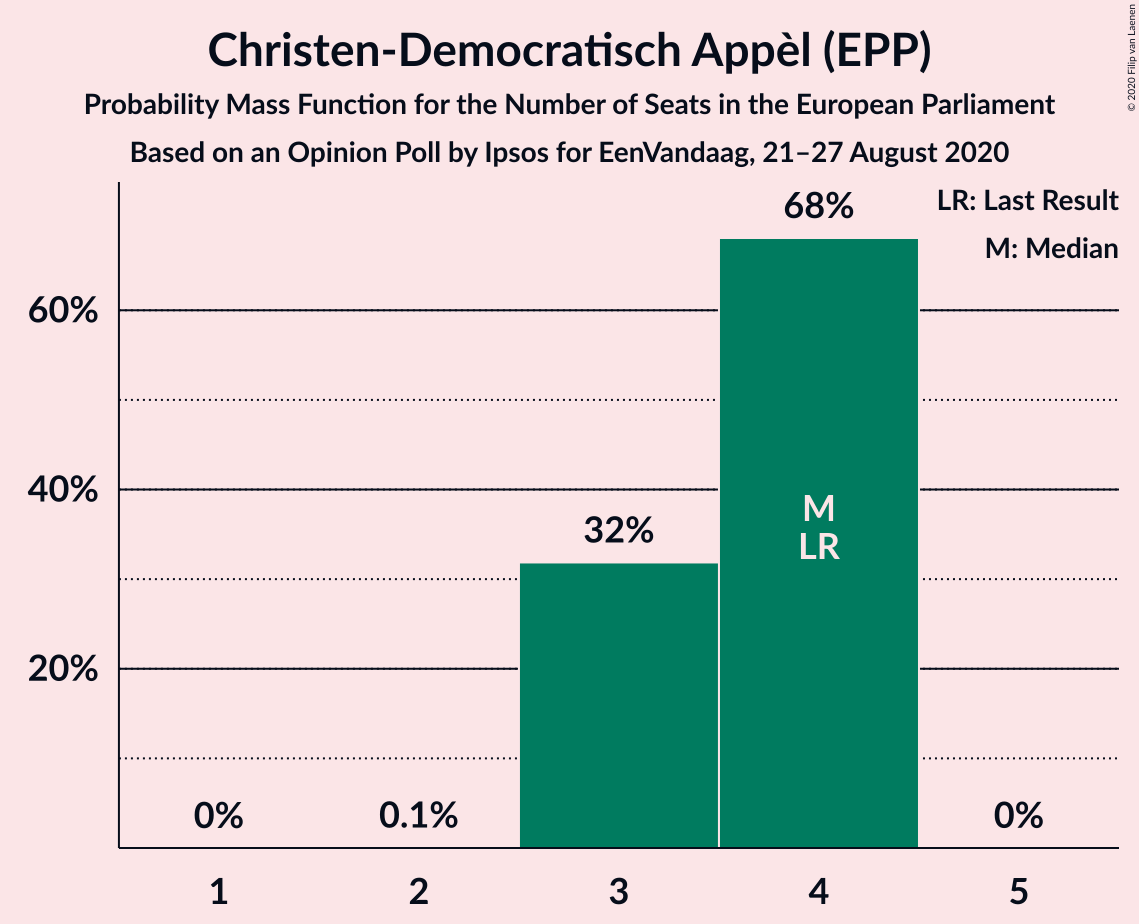 Christen-Democratisch Appèl (EPP)
Probability Mass Function for the Number of Seats in the European Parliament
Based on an Opinion Poll by Ipsos for EenVandaag, 21–27 August 2020
© 2020 Filip van Laenen
LR: Last Result
M: Median
68%
60%
40%
M
32%
LR
20%
0%
0.1%
0%
1
2
3
4
5